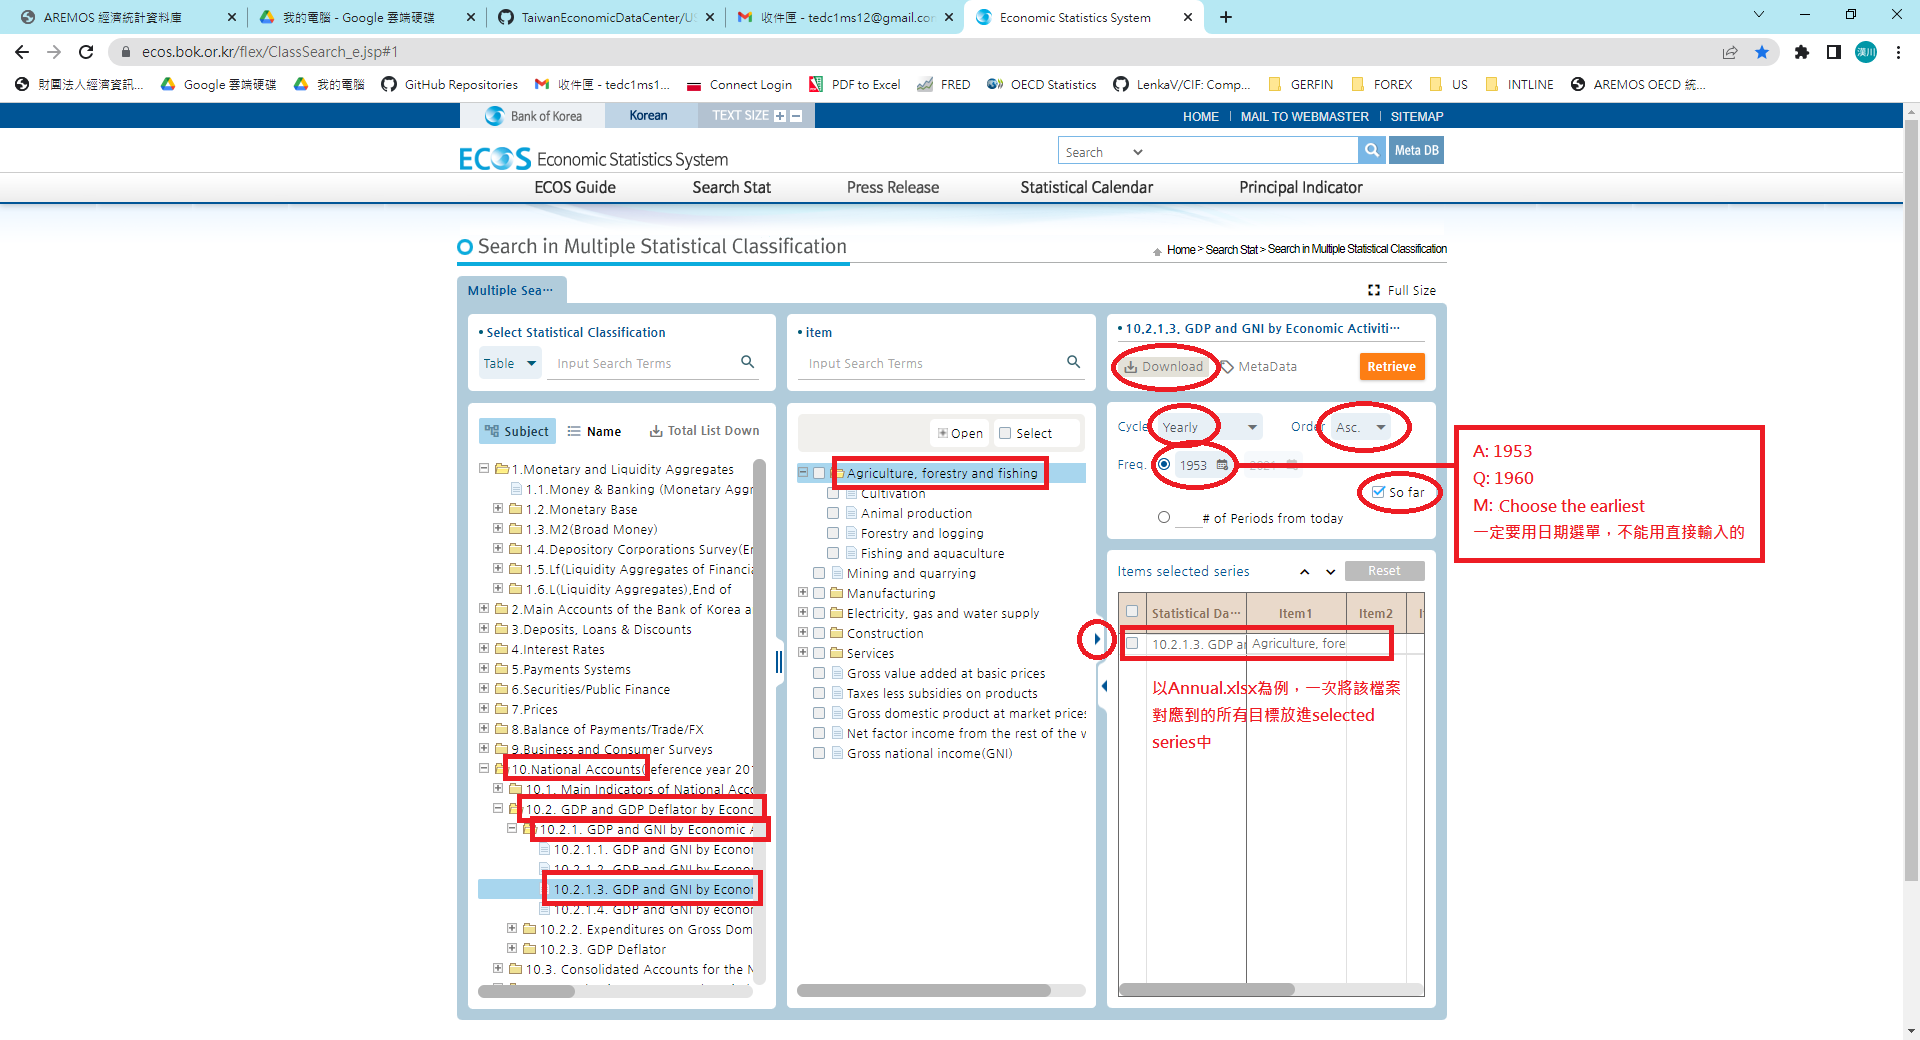 AREMOS 經濟統計資料庫
我的電腦 - Google 雲端硬碟
TaiwanEconomicDataCenter/US
收件匣 - tedc1ms12@gmail.com
Economic Statistics System
ecos.bok.or.kr/flex/ClassSearch_e.jsp#1
財團法人經濟資訊...
Google 雲端硬碟
我的電腦
GitHub Repositories
收件匣 - tedc1ms1...
Connect Login
PDF to Excel
FRED
OECD Statistics
LenkaV/CIF: Comp...
GERFIN
FOREX
US
INTLINE
AREMOS OECD 統...
Bank of Korea
Korean
TEXT SIZE
HOME
MAIL TO WEBMASTER
SITEMAP
ECOS Economic Statistics System
Search
Meta DB
ECOS Guide
Search Stat
Press Release
Statistical Calendar
Principal Indicator
Search in Multiple Statistical Classification
Home > Search Stat > Search in Multiple Statistical Classification
Multiple Sea...
Full Size
• Select Statistical Classification
Table
Input Search Terms
Subject
Name
Total List Down
1.Monetary and Liquidity Aggregates
1.1.Money & Banking (Monetary Aggr
1.2.Monetary Base
1.3.M2(Broad Money)
1.4.Depository Corporations Survey(En
1.5.Lf(Liquidity Aggregates of Financia
1.6.L(Liquidity Aggregates),End of
2.Main Accounts of the Bank of Korea a
3.Deposits, Loans & Discounts
4.Interest Rates
5.Payments Systems
6.Securities/Public Finance
7.Prices
8.Balance of Payments/Trade/FX
9.Business and Consumer Surveys
10.National Accounts(reference year 201
10.1. Main Indicators of National Acco
10.2. GDP and GDP Deflator by Econo
10.2.1. GDP and GNI by Economic A
10.2.1.1. GDP and GNI by Econor
10.2.1.2. GDP and GNI by Econor
10.2.1.3. GDP and GNI by Econor
10.2.1.4. GDP and GNI by econor
10.2.2. Expenditures on Gross Dom
10.2.3. GDP Deflator
10.3. Consolidated Accounts for the N
• item
Input Search Terms
Open
Select
Agriculture, forestry and fishing
Cultivation
Animal production
Forestry and logging
Fishing and aquaculture
Mining and quarrying
Manufacturing
Electricity, gas and water supply
Construction
Services
Gross value added at basic prices
Taxes less subsidies on products
Gross domestic product at market prices
Net factor income from the rest of the w
Gross national income(GNI)
• 10.2.1.3. GDP and GNI by Economic Activiti...
Download
MetaData
Retrieve
Cycle
Yearly
Order
Asc.
Freq.
1953
2021
So far
# of Periods from today
Items selected series
Reset
Statistical Da...
Item1
Item2
10.2.1.3. GDP ar
Agriculture, fore
以Annual.xlsx為例，一次將該檔案
對應到的所有目標放進selected
series中
A: 1953
Q: 1960
M: Choose the earliest
一定要用日期選單，不能用直接輸入的